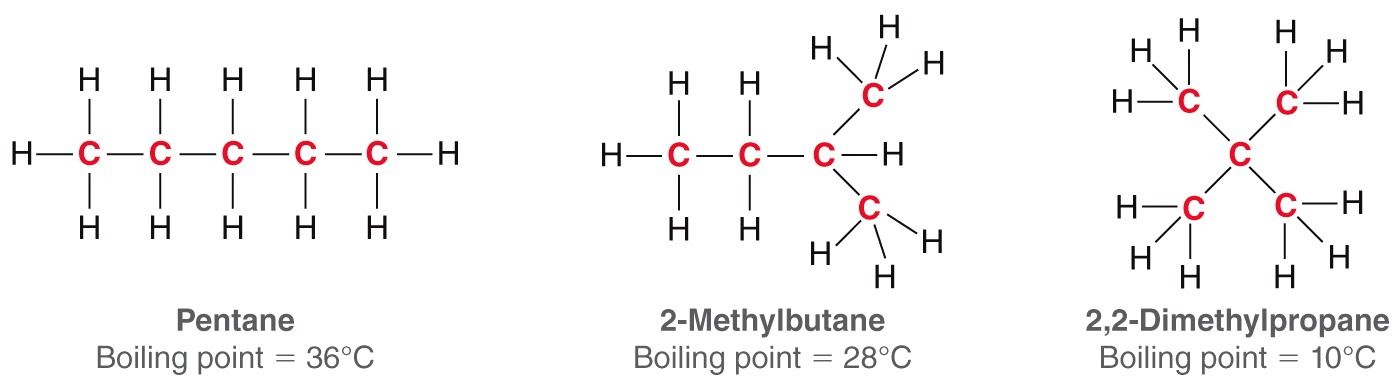 H H H H H
H C C C C C H
H H H H H
Pentane
Boiling point = 36°C
H H H
H H C
H C C C H
C
H H H H H
2-Methylbutane
Boiling point = 28°C
H H H H
H C C H
C
H C C H
H H H H
2,2-Dimethylpropane
Boiling point = 10°C